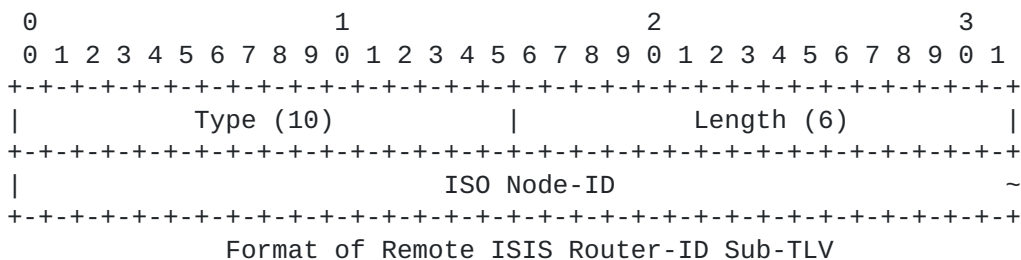 0                   1                   2                   3
 0 1 2 3 4 5 6 7 8 9 0 1 2 3 4 5 6 7 8 9 0 1 2 3 4 5 6 7 8 9 0 1
+-+-+-+-+-+-+-+-+-+-+-+-+-+-+-+-+-+-+-+-+-+-+-+-+-+-+-+-+-+-+-+-+
|           Type (10)           |           Length (6)          |
+-+-+-+-+-+-+-+-+-+-+-+-+-+-+-+-+-+-+-+-+-+-+-+-+-+-+-+-+-+-+-+-+
|                           ISO Node-ID                         ~
+-+-+-+-+-+-+-+-+-+-+-+-+-+-+-+-+-+-+-+-+-+-+-+-+-+-+-+-+-+-+-+-+
              Format of Remote ISIS Router-ID Sub-TLV